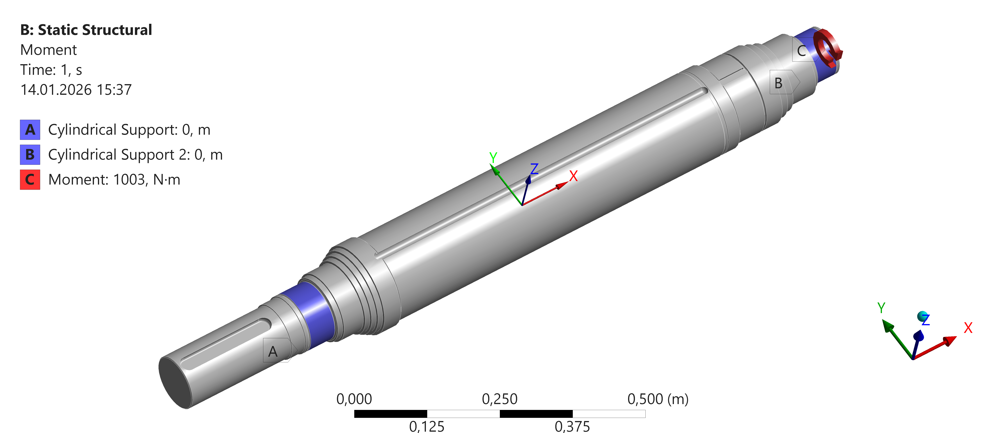 B: Static Structural
Moment
Time: 1, s
14.01.2026 15:37
A Cylindrical Support: 0, m
B Cylindrical Support 2: 0, m
C Moment: 1003, N·m
C
B
Y
Z
X
A
Y
Z
X
0,000 0,250 0,500 (m)
0,125 0,375